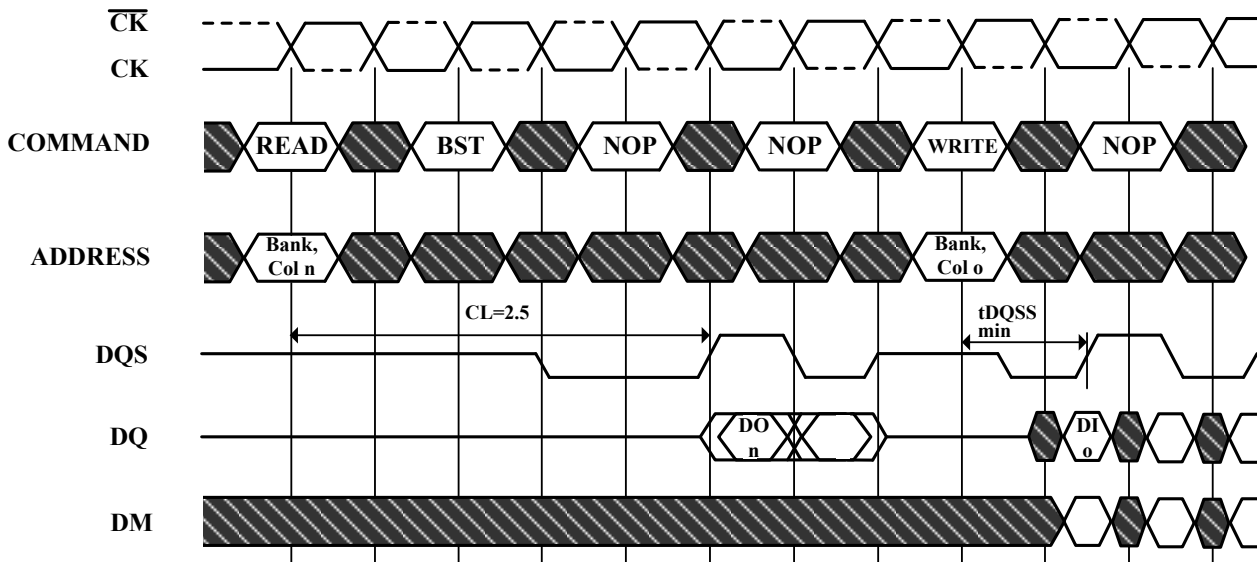 CK
CK
COMMAND
READ
BST
NOP
NOP
WRITE
NOP
ADDRESS
Bank,
Col n
Bank,
Col o
CL=2.5
tDQSS
min
DQS
DQ
DO
n
DI
o
DM